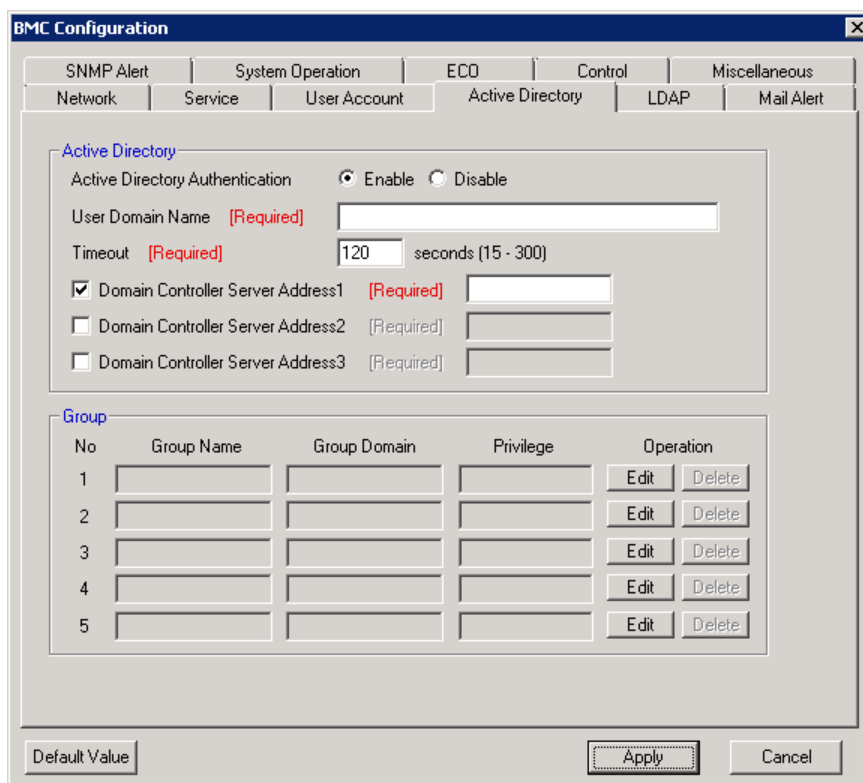 BMC Configuration
SNMP Alert System Operation ECO Control Miscellaneous
Network Service User Account Active Directory LDAP Mail Alert
Active Directory
Active Directory Authentication Enable Disable
User Domain Name [Required]
Timeout [Required] 120 seconds (15 - 300)
Domain Controller Server Address1 [Required]
Domain Controller Server Address2 [Required]
Domain Controller Server Address3 [Required]
Group
No Group Name Group Domain Privilege Operation
1 Edit Delete
2 Edit Delete
3 Edit Delete
4 Edit Delete
5 Edit Delete
Default Value Apply Cancel